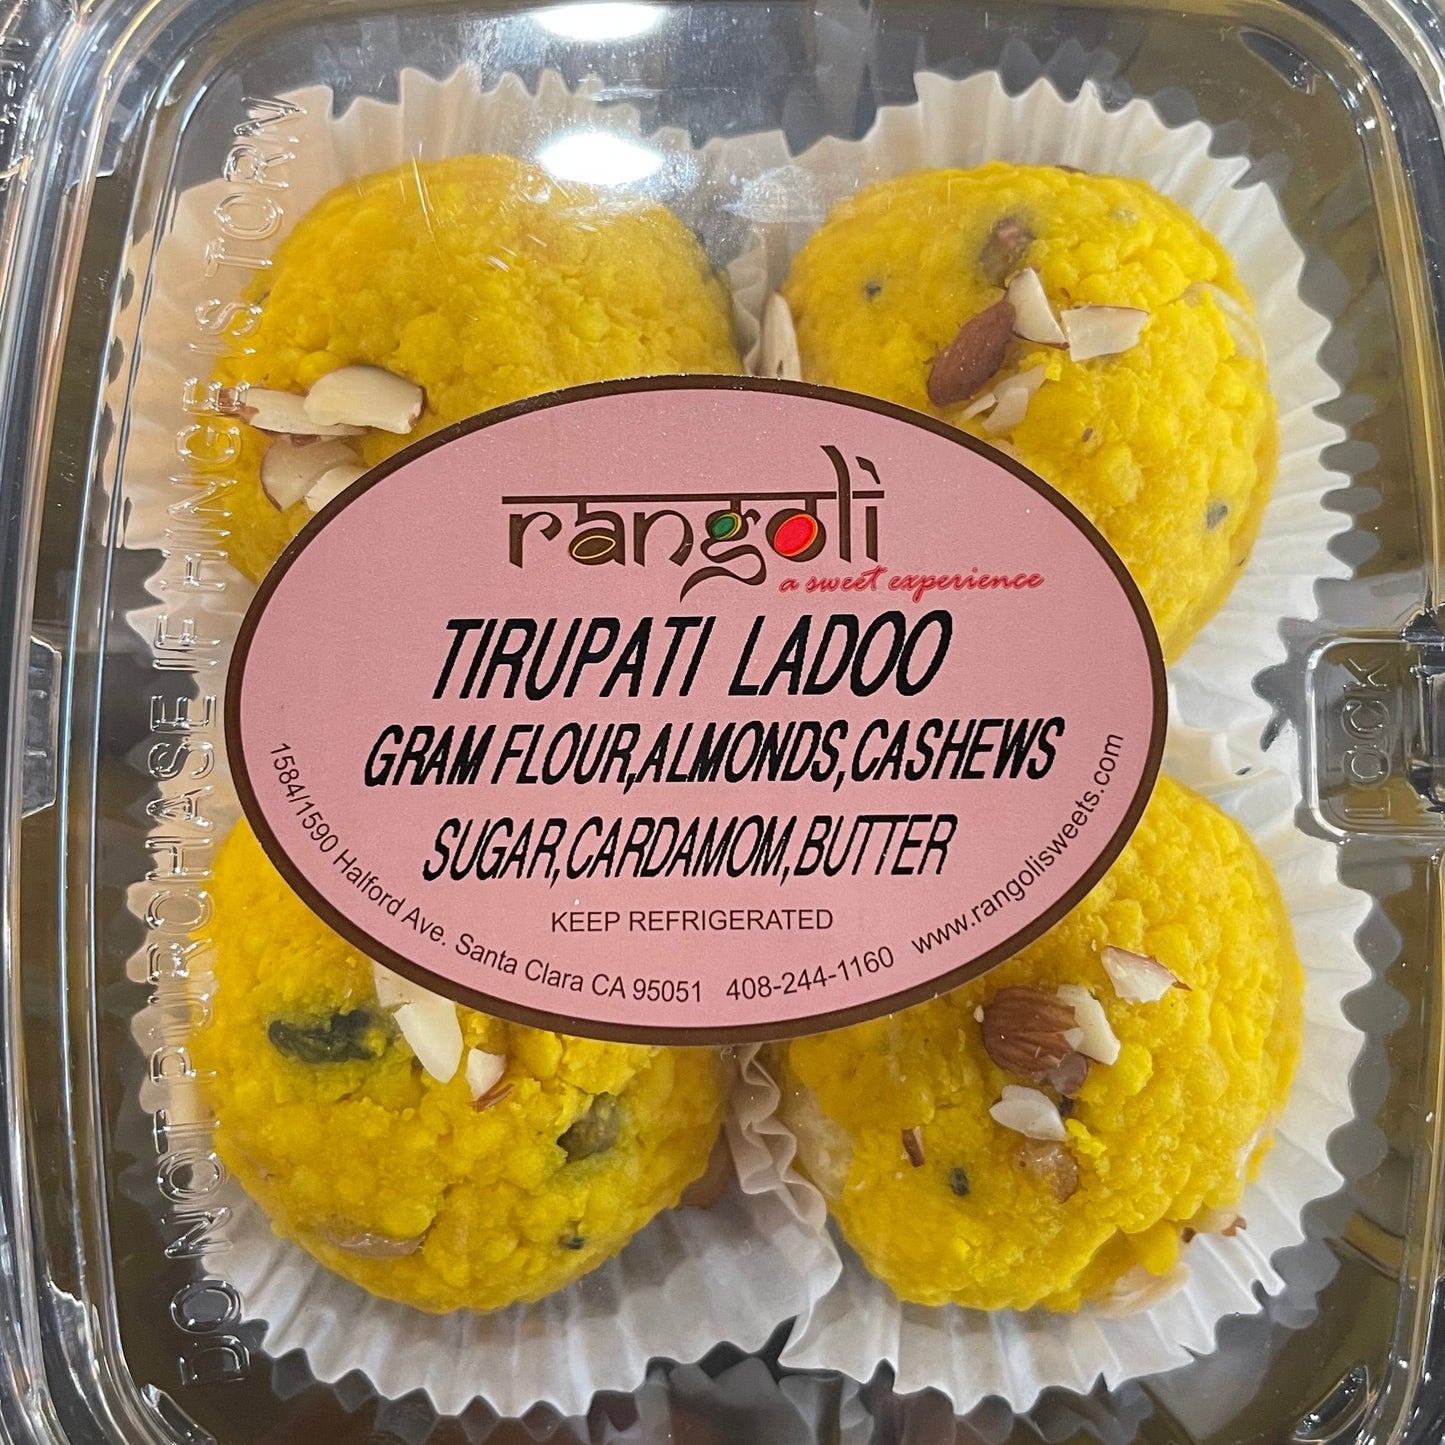 rangoli
a sweet experience
TIRUPATI LADOO
GRAM FLOUR,ALMONDS,CASHEWS
SUGAR,CARDAMOM,BUTTER
KEEP REFRIGERATED
1584/1590 Halford Ave. Santa Clara CA 95051 408-244-1160 www.rangolisweets.com
DO NOT PURCHASE IF HINGE IS TORN
LOCK